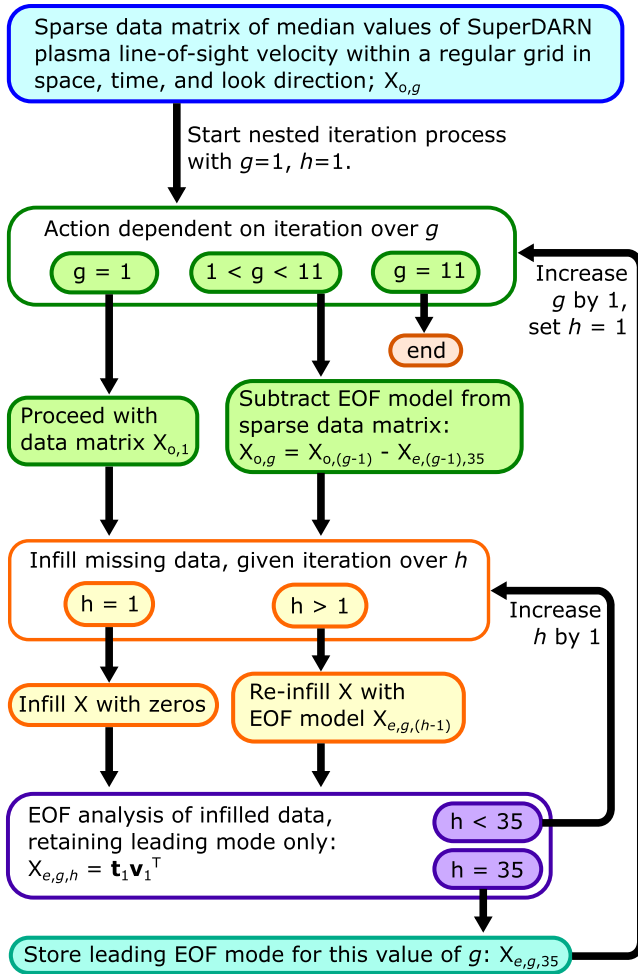 Sparse data matrix of median values of SuperDARN
plasma line-of-sight velocity within a regular grid in
space, time, and look direction; Xo,g
Start nested iteration process
with g=1, h=1.
Action dependent on iteration over g
g = 1
1 < g < 11
g = 11
Increase
g by 1,
set h = 1
end
Proceed with
data matrix Xo,1
Subtract EOF model from
sparse data matrix:
Xo,g = Xo,(g-1) - Xe,(g-1),35
Infill missing data, given iteration over h
h = 1
h > 1
Increase
h by 1
Infill X with zeros
Re-infill X with
EOF model Xe,g,(h-1)
EOF analysis of infilled data,
retaining leading mode only:
Xe,g,h = t1v1T
h < 35
h = 35
Store leading EOF mode for this value of g: Xe,g,35